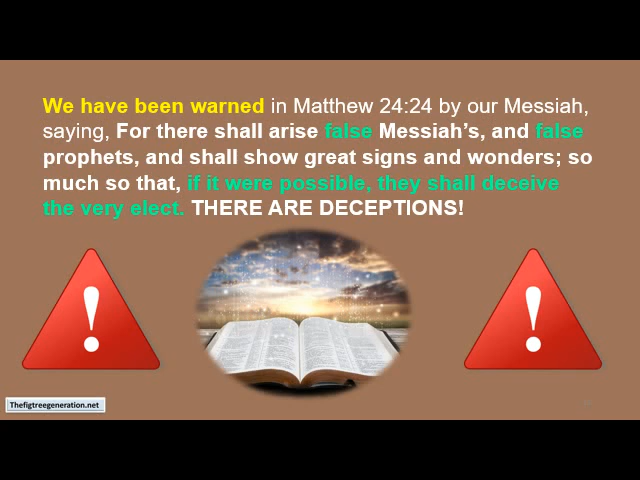 We have been warned in Matthew 24:24 by our Messiah,
saying, For there shall arise false Messiah's, and false
prophets, and shall show great signs and wonders; so
much so that, if it were possible, they shall deceive
the very elect. THERE ARE DECEPTIONS!
!
!
Thefigtreegeneration.net